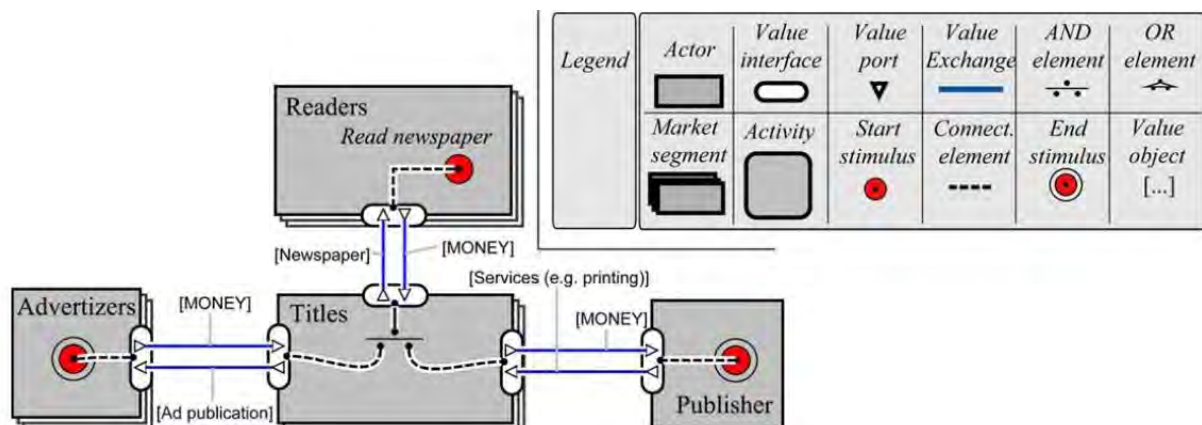 Legend
Actor
Value
interface
Value
port
Value
Exchange
AND
element
OR
element
Market
segment
Activity
Start
stimulus
Connect.
element
End
stimulus
Value
object
[...]
Readers
Read newspaper
[Newspaper]
[MONEY]
[Services (e.g. printing)]
Advertizers
[MONEY]
Titles
[MONEY]
[Ad publication]
Publisher